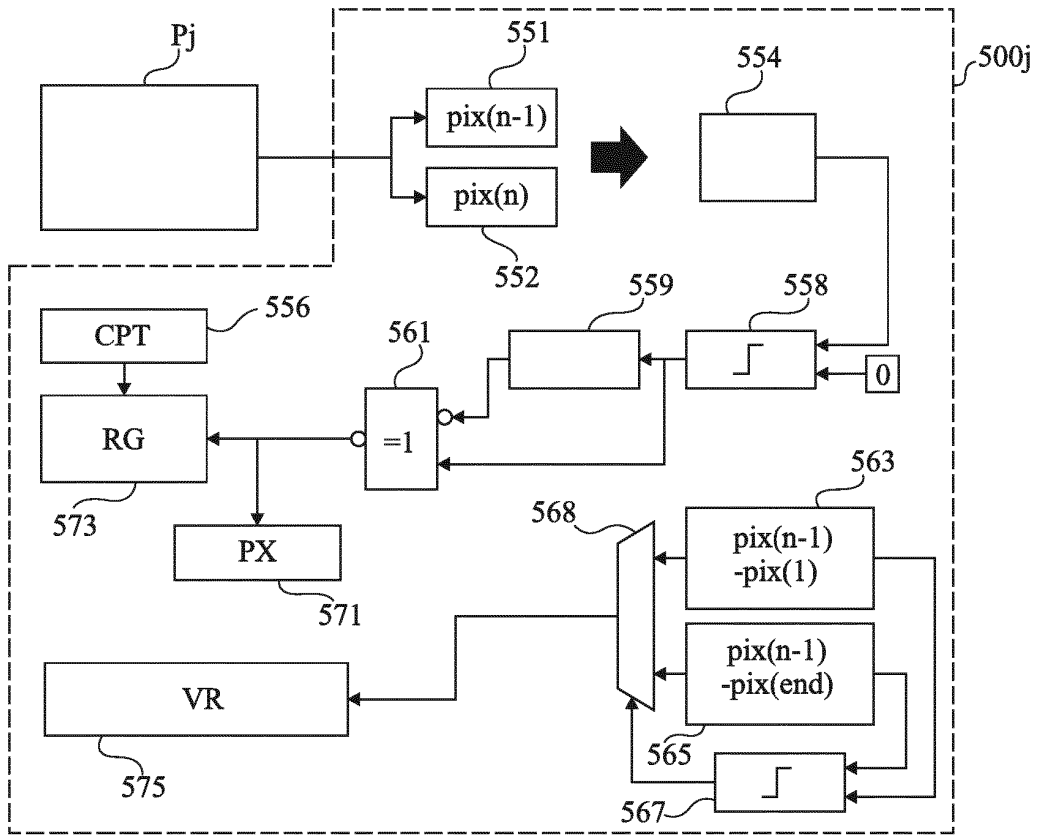 Pj
551
554
500j
pix(n-1)
pix(n)
552
556
559
558
CPT
561
0
RG
=1
573
563
568
PX
pix(n-1)
-pix(1)
571
pix(n-1)
-pix(end)
VR
565
575
567